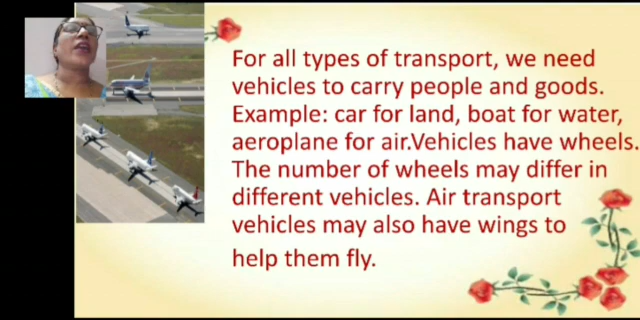 For all types of transport, we need
vehicles to carry people and goods.
Example: car for land, boat for water,
aeroplane for air.Vehicles have wheels.
The number of wheels may differ in
different vehicles. Air transport
vehicles may also have wings to
help them fly.